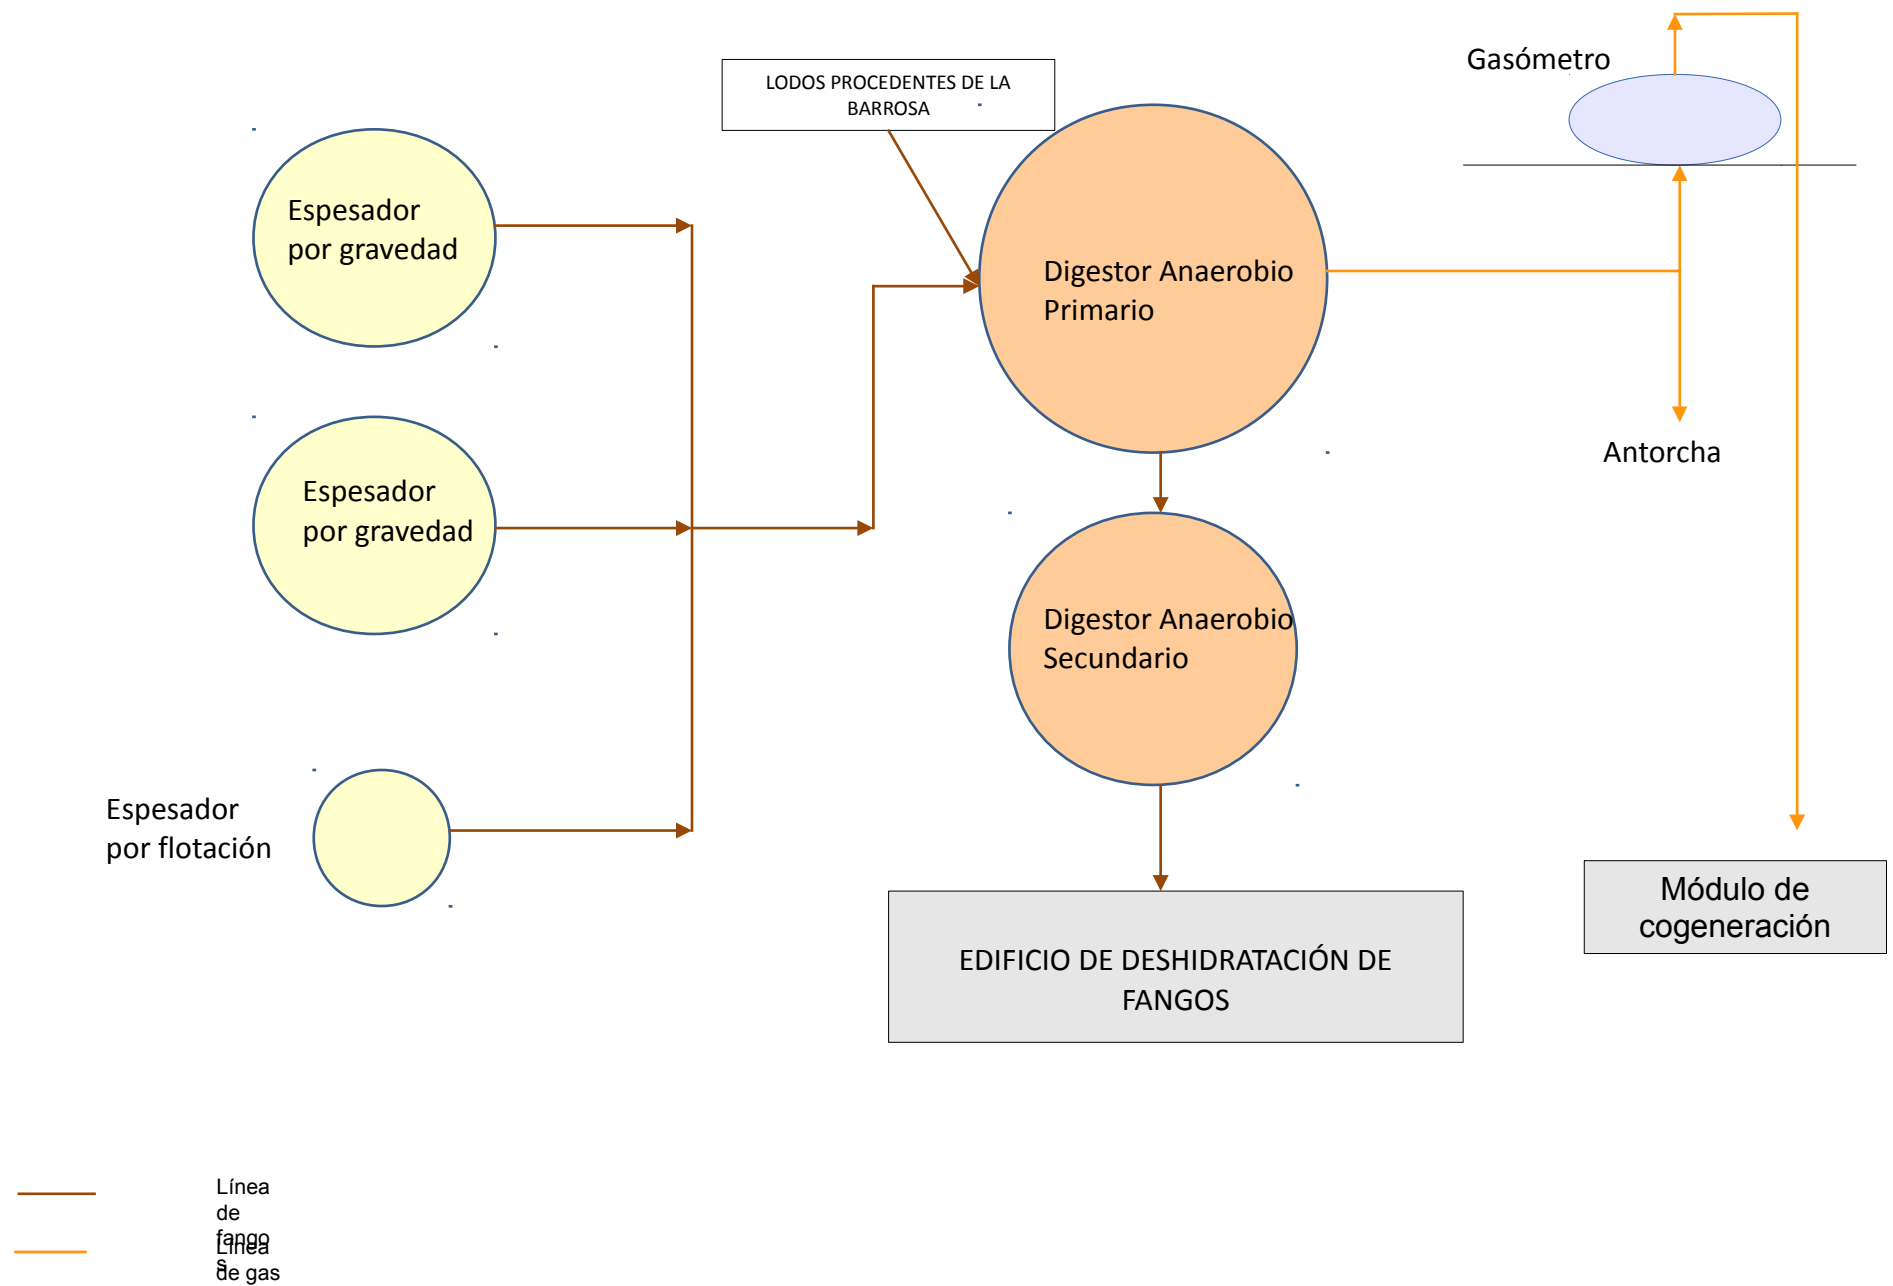 Gasómetro
LODOS PROCEDENTES DE LA
BARROSA
Espesador
por gravedad
Digestor Anaerobio
Primario
Antorcha
Espesador
por gravedad
Digestor Anaerobio
Secundario
Espesador
por flotación
Módulo de
cogeneración
EDIFICIO DE DESHIDRATACIÓN DE
FANGOS
Línea
de
fango
s
Línea
de gas